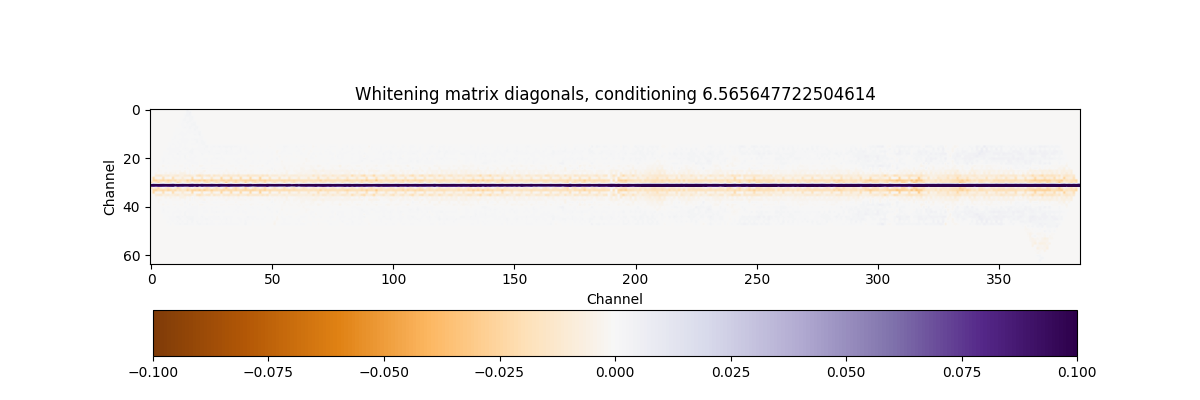 Whitening matrix diagonals, conditioning 6.565647722504614
Channel
0
20
40
60
0 50 100 150 200 250 300 350
Channel
−0.100 −0.075 −0.050 −0.025 0.000 0.025 0.050 0.075 0.100